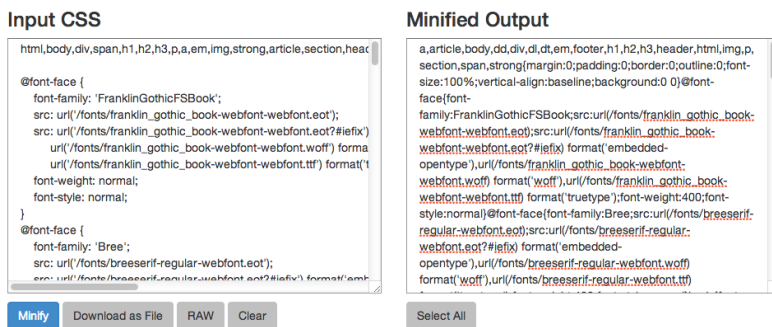 Input CSS
html,body,div,span,h1,h2,h3,p,a,em,img,strong,article,section,head
@font-face {
font-family: 'FranklinGothicFSBook';
src: url('/fonts/franklin_gothic_book-webfont-webfont.eot');
src: url('/fonts/franklin_gothic_book-webfont-webfont.eot?#iefix')
url('/fonts/franklin_gothic_book-webfont-webfont.woff') forma
url('/fonts/franklin_gothic_book-webfont-webfont.ttf') format('t
font-weight: normal;
font-style: normal;
}
@font-face {
font-family: 'Bree';
src: url('/fonts/breeserif-regular-webfont.eot');
src: url('/fonts/breeserif-regular-webfont.eot?#iefix') format('emb
Minify
Download as File
RAW
Clear
Minified Output
a,article,body,dd,div,dl,dt,em,footer,h1,h2,h3,header,html,img,p,
section,span,strong{margin:0;padding:0;border:0;outline:0;font-
size:100%;vertical-align:baseline;background:0 0}@font-
face{font-
family:FranklinGothicFSBook;src:url(/fonts/franklin_gothic_book-
webfont-webfont.eot);src:url(/fonts/franklin_gothic_book-
webfont-webfont.eot?#iefix) format('embedded-
opentype'),url(/fonts/franklin_gothic_book-webfont-
webfont.woff) format('woff'),url(/fonts/franklin_gothic_book-
webfont-webfont.ttf) format('truetype');font-weight:400;font-
style:normal}@font-face{font-family:Bree;src:url(/fonts/breeserif-
regular-webfont.eot);src:url(/fonts/breeserif-regular-
webfont.eot?#iefix) format('embedded-
opentype'),url(/fonts/breeserif-regular-webfont.woff)
format('woff'),url(/fonts/breeserif-regular-webfont.ttf)
Select All